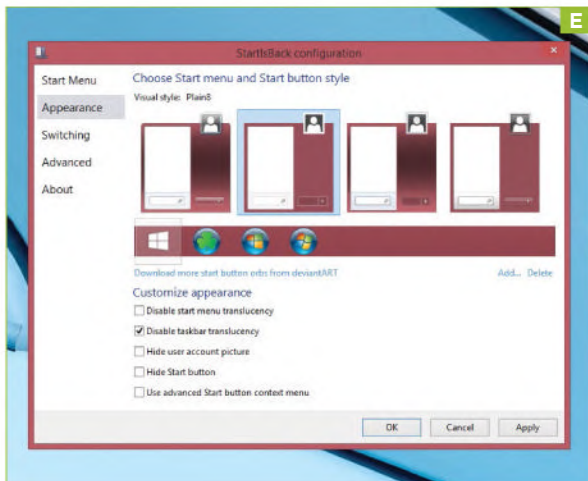 E
StartIsBack configuration
Start Menu
Appearance
Switching
Advanced
About
Choose Start menu and Start button style
Visual style: Plain8
Download more start button orbs from deviantART
Add... Delete
Customize appearance
Disable start menu translucency
Disable taskbar translucency
Hide user account picture
Hide Start button
Use advanced Start button context menu
OK Cancel Apply